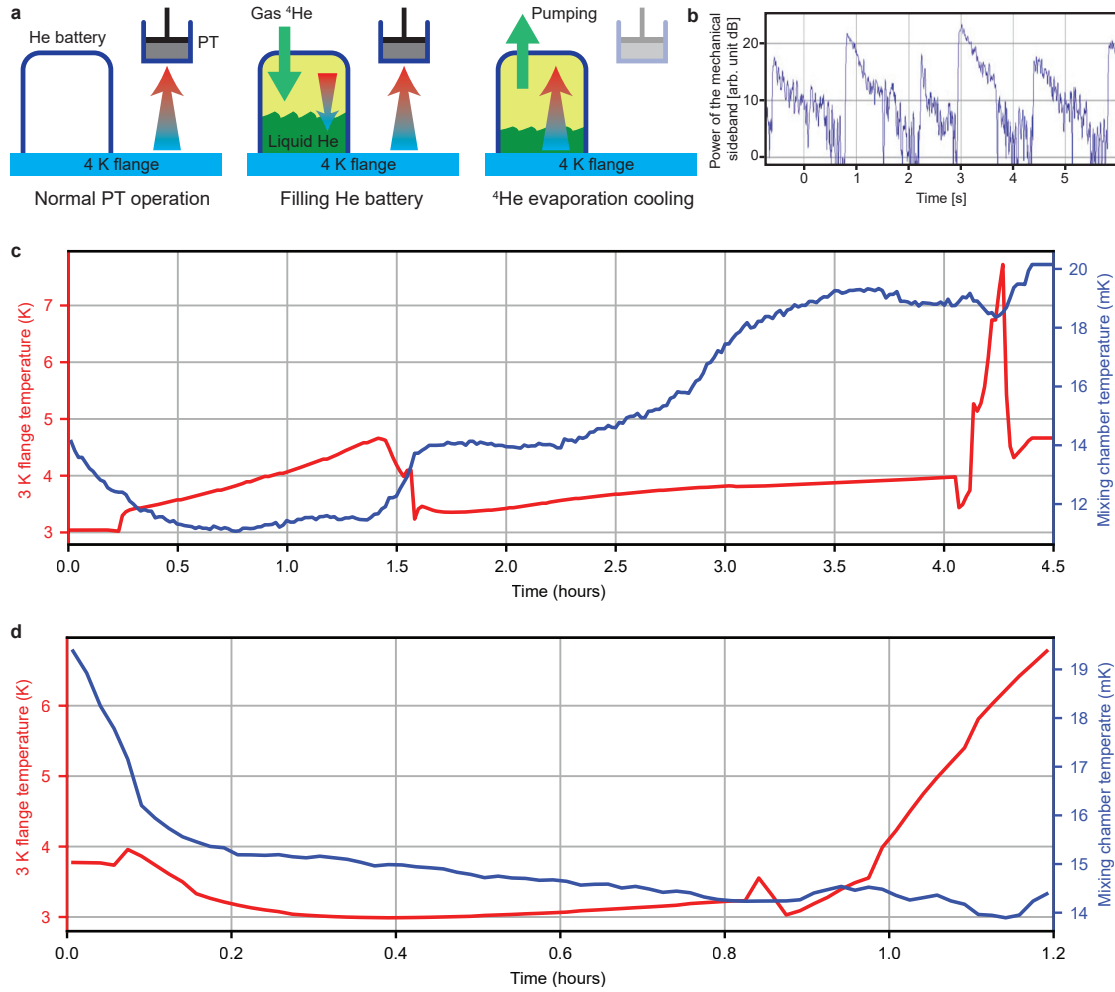 a
He battery
PT
4 K flange
Normal PT operation
Gas ⁴He
Liquid He
4 K flange
Filling He battery
Pumping
4 K flange
⁴He evaporation cooling
b
Power of the mechanical
sideband [arb. unit dB]
20
10
0
0 1 2 3 4 5
Time [s]
c
3 K flange temperature (K)
7
6
5
4
3
Mixing chamber temperature (mK)
20
18
16
14
12
0.0 0.5 1.0 1.5 2.0 2.5 3.0 3.5 4.0 4.5
Time (hours)
d
3 K flange temperature (K)
6
5
4
3
Mixing chamber temperatre (mK)
19
18
17
16
15
14
0.0 0.2 0.4 0.6 0.8 1.0 1.2
Time (hours)